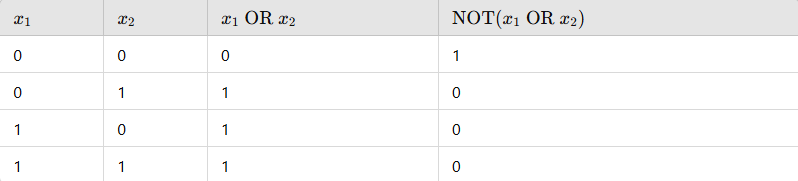 x₁ x₂ x₁ OR x₂ NOT(x₁ OR x₂)
0 0 0 1
0 1 1 0
1 0 1 0
1 1 1 0